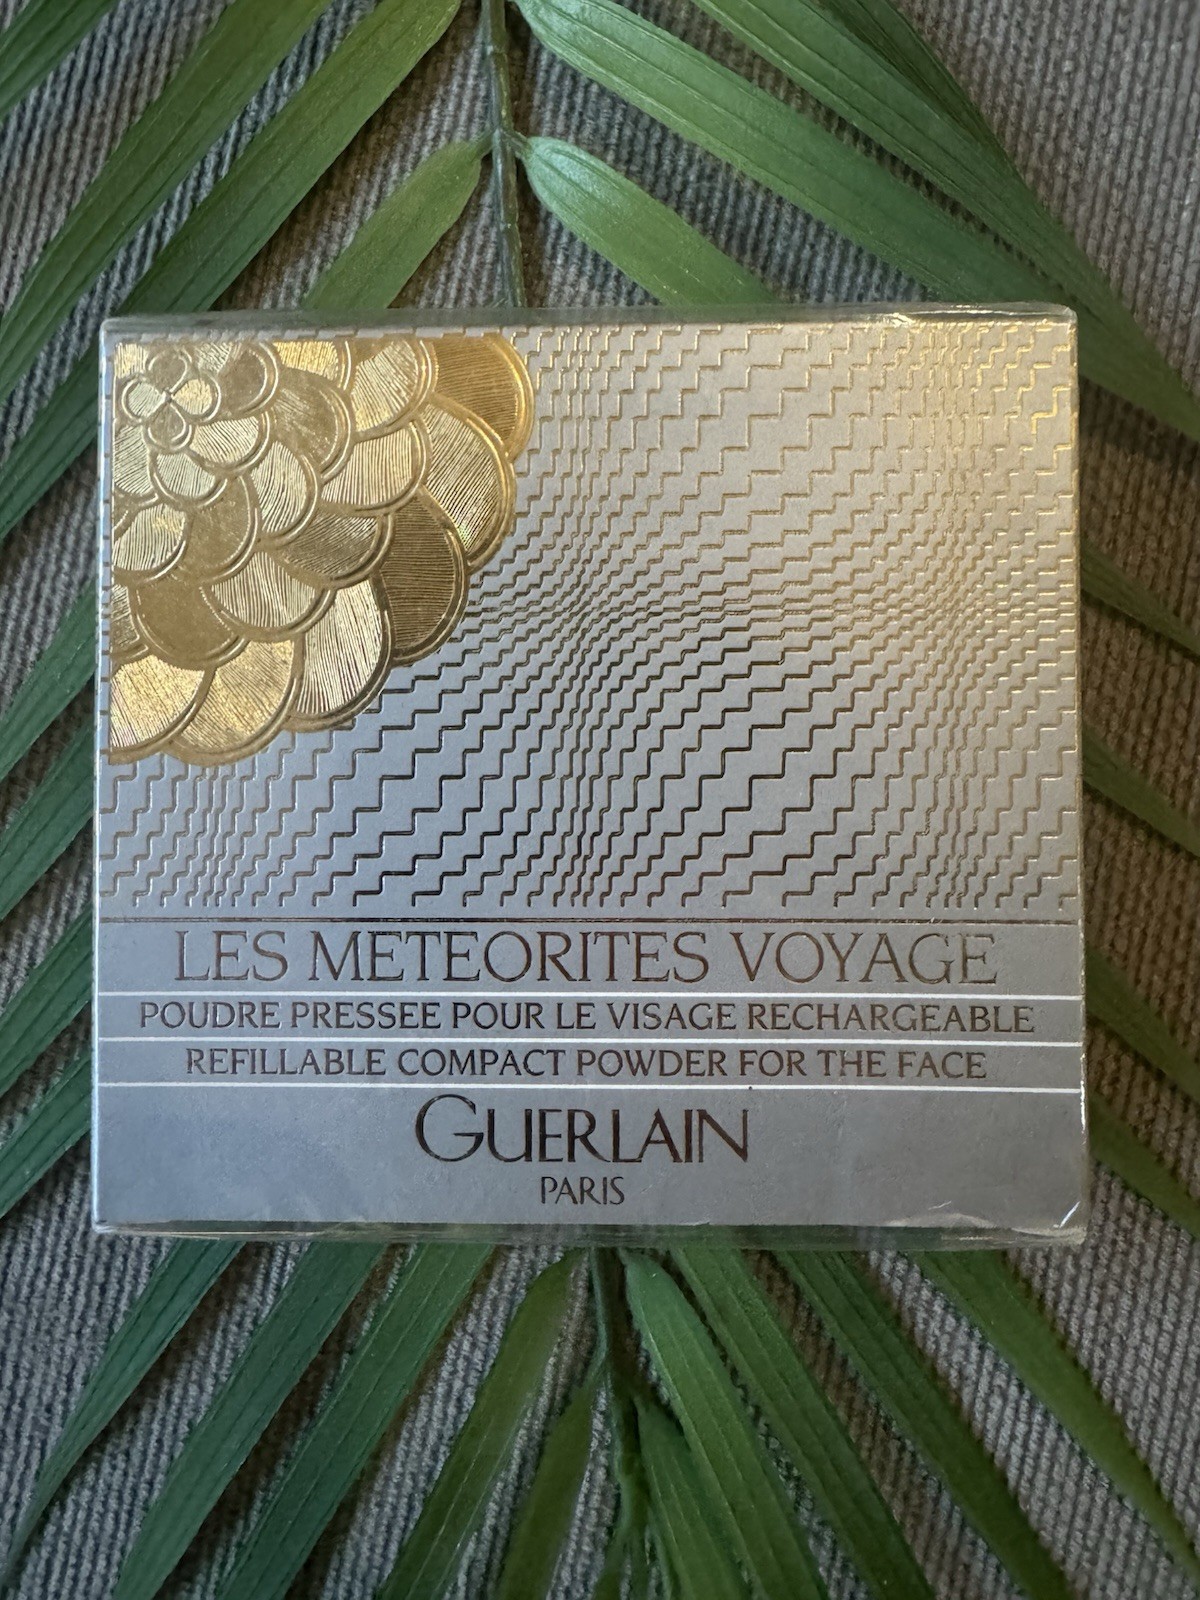 LES METEORITES VOYAGE
POUDRE PRESSEE POUR LE VISAGE RECHARGEABLE
REFILLABLE COMPACT POWDER FOR THE FACE
GUERLAIN
PARIS